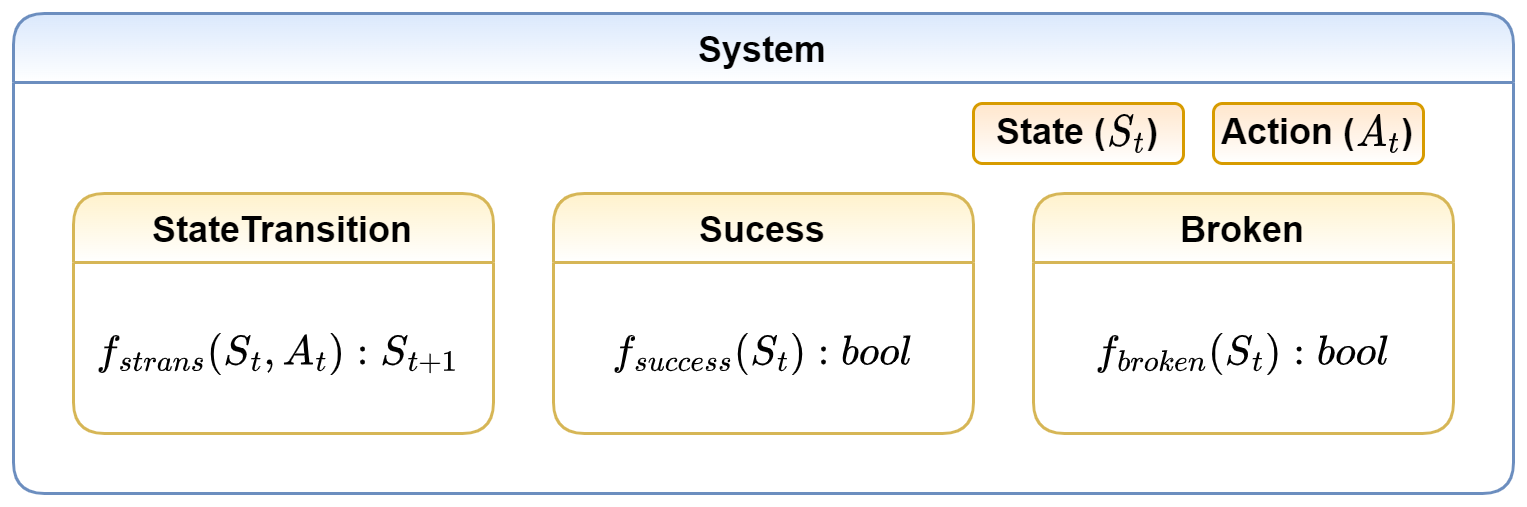 System
State (S_t) Action (A_t)
StateTransition
f_{strans}(S_t, A_t) : S_{t+1}
Sucess
f_{success}(S_t) : bool
Broken
f_{broken}(S_t) : bool